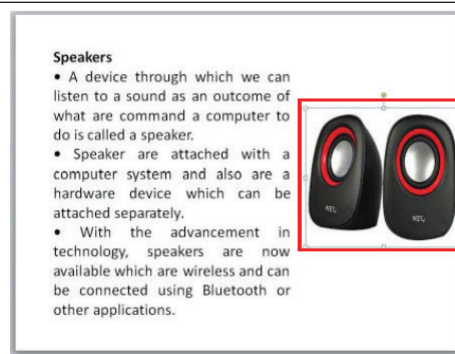 Speakers
• A device through which we can
listen to a sound as an outcome of
what are command a computer to
do is called a speaker.
• Speaker are attached with a
computer system and also are a
hardware device which can be
attached separately.
• With the advancement in
technology, speakers are now
available which are wireless and can
be connected using Bluetooth or
other applications.